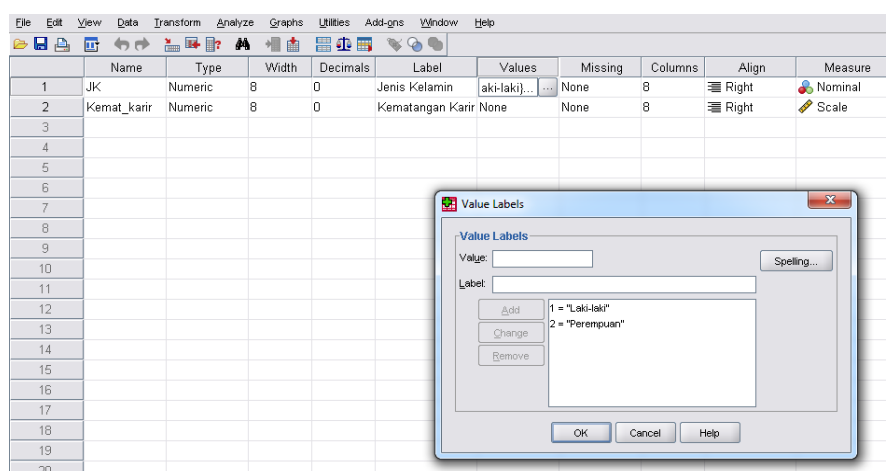 File Edit View Data Transform Analyze Graphs Utilities Add-ons Window Help
Name Type Width Decimals Label Values Missing Columns Align Measure
1 JK Numeric 8 0 Jenis Kelamin aki-laki}... ... None 8 Right Nominal
2 Kemat_karir Numeric 8 0 Kematangan Karir None None 8 Right Scale
3
4
5
6
7
8
9
10
11
12
13
14
15
16
17
18
19
20
Value Labels
Value Labels
Value:
Spelling...
Label:
Add
1 = "Laki-laki"
Change
2 = "Perempuan"
Remove
OK Cancel Help